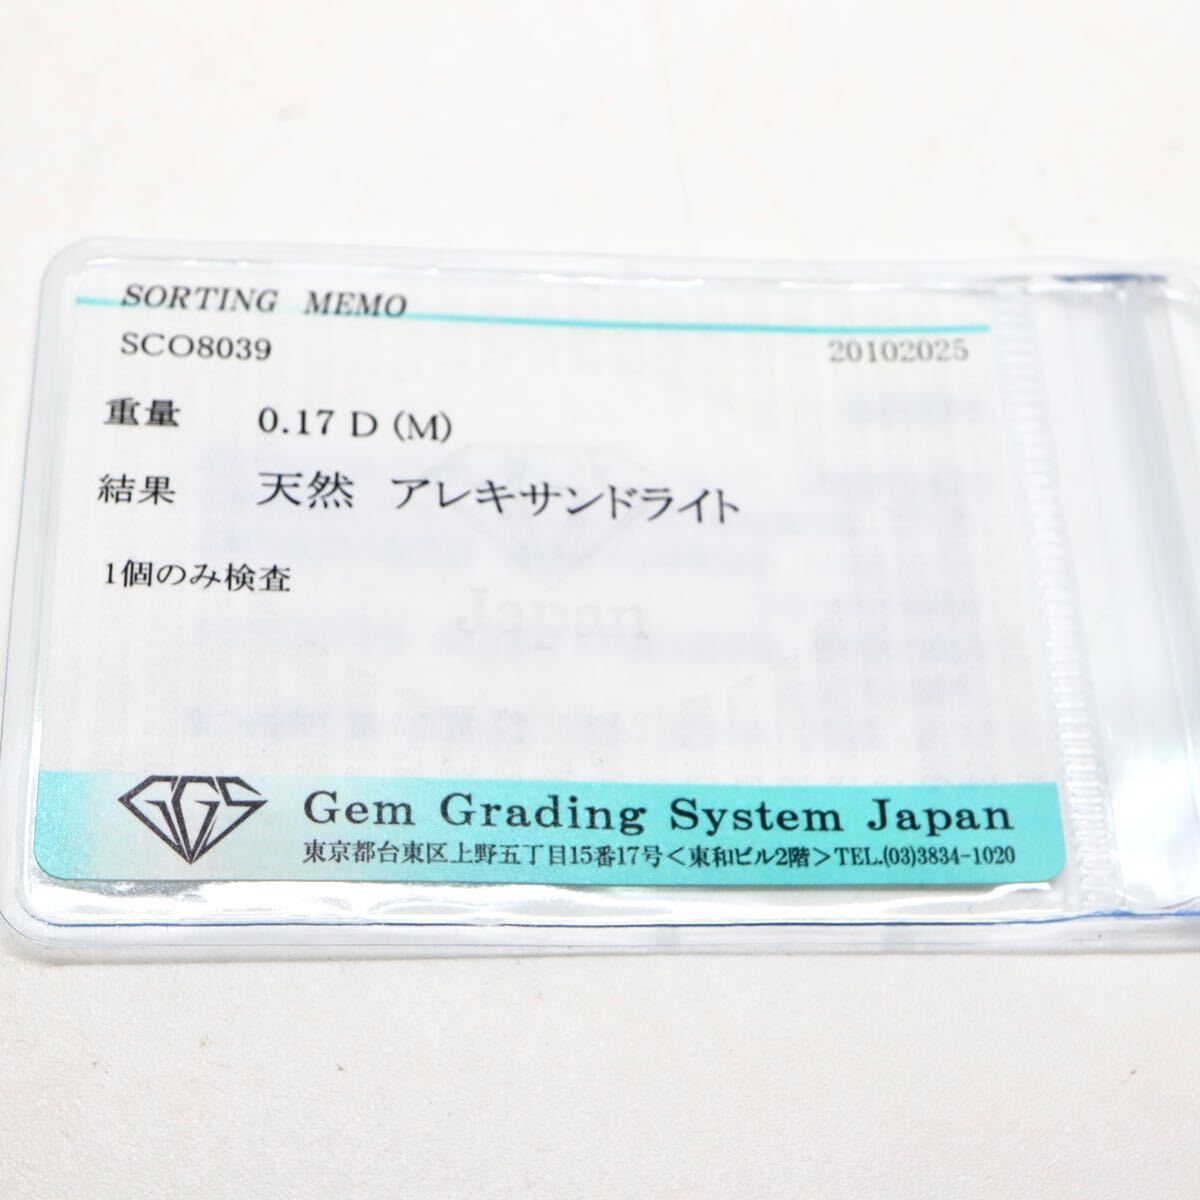 SORTING MEMO
SCO8039 20102025
重量 0.17 D (M)
結果 天然 アレキサンドライト
1個のみ検査
Japan
GGS Gem Grading System Japan
東京都台東区上野五丁目15番17号<東和ビル2階>TEL.(03)3834-1020